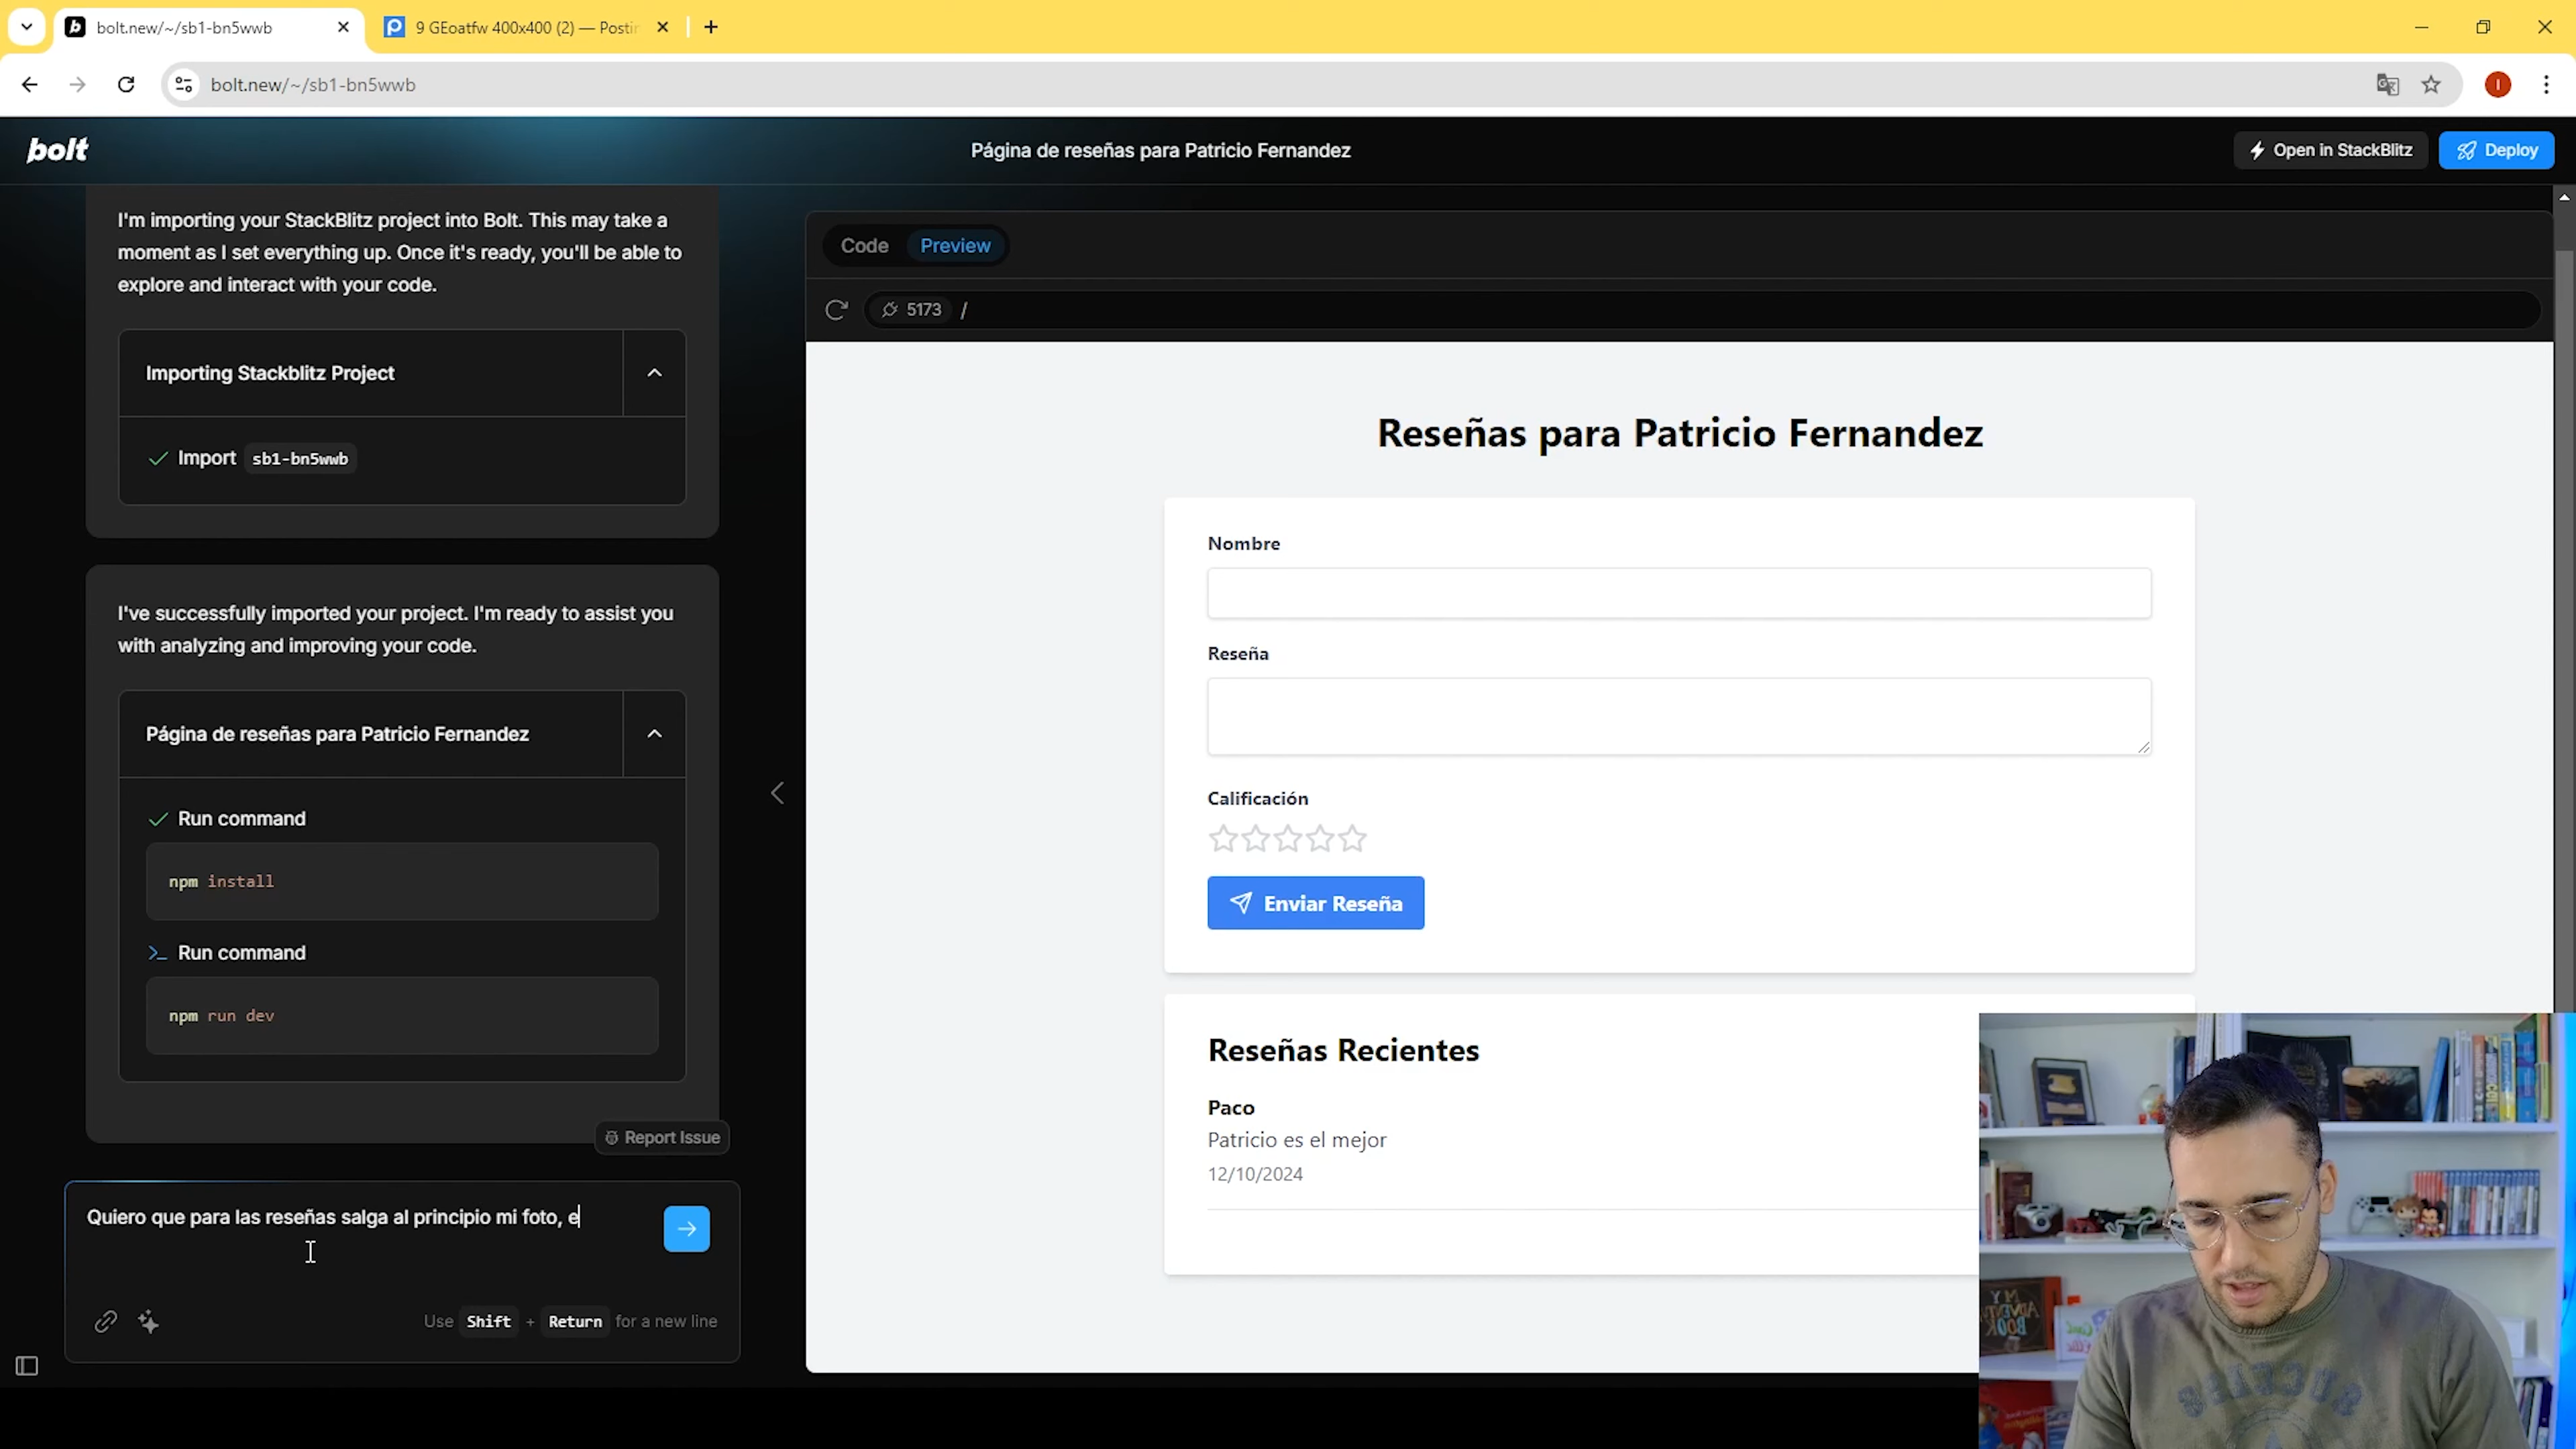 bolt.new/~/sb1-bn5wwb
9 GEoatfw 400x400 (2) — Postin
bolt.new/~/sb1-bn5wwb
I
bolt
Página de reseñas para Patricio Fernandez
Open in StackBlitz
Deploy
I'm importing your StackBlitz project into Bolt. This may take a
moment as I set everything up. Once it's ready, you'll be able to
explore and interact with your code.
Importing Stackblitz Project
Import sb1-bn5wwb
I've successfully imported your project. I'm ready to assist you
with analyzing and improving your code.
Página de reseñas para Patricio Fernandez
Run command
npm install
Run command
npm run dev
Report Issue
Quiero que para las reseñas salga al principio mi foto, e
Use Shift + Return for a new line
Code Preview
5173 /
Reseñas para Patricio Fernandez
Nombre
Reseña
Calificación
Enviar Reseña
Reseñas Recientes
Paco
Patricio es el mejor
12/10/2024
MY
ADVENTURE
BOOK